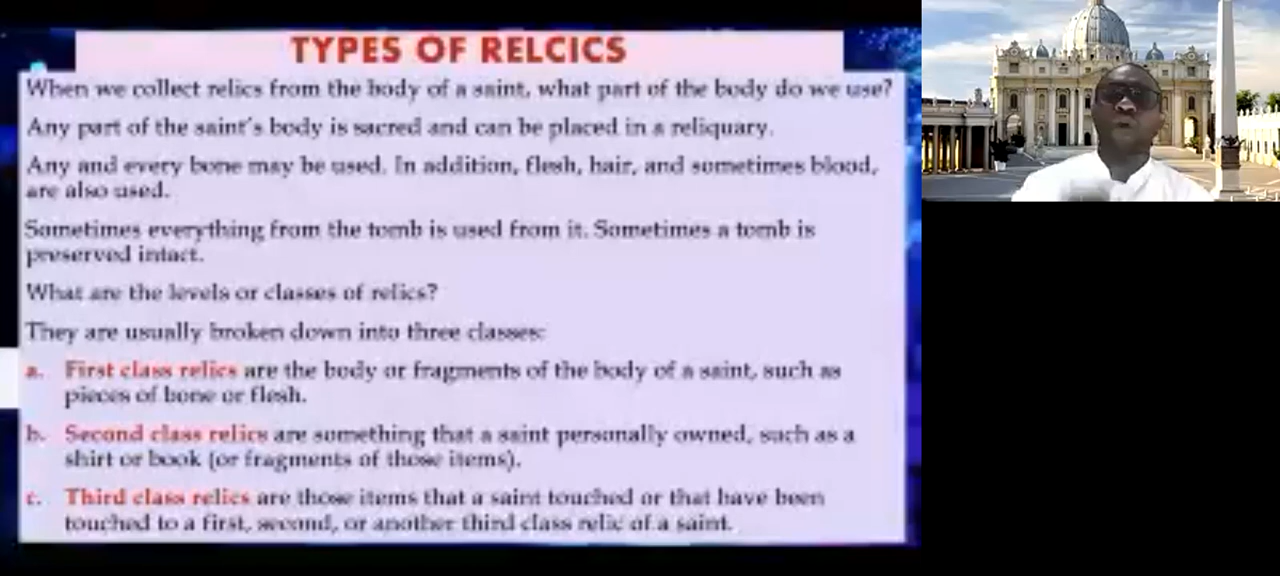 TYPES OF RELCICS
When we collect relics from the body of a saint, what part of the body do we use?
Any part of the saint's body is sacred and can be placed in a reliquary.
Any and every bone may be used. In addition, flesh, hair, and sometimes blood,
are also used.
Sometimes everything from the tomb is used from it. Sometimes a tomb is
preserved intact.
What are the levels or classes of relics?
They are usually broken down into three classes:
a. First class relics are the body or fragments of the body of a saint, such as
pieces of bone or flesh.
b. Second class relics are something that a saint personally owned, such as a
shirt or book (or fragments of those items).
c. Third class relics are those items that a saint touched or that have been
touched to a first, second, or another third class relic of a saint.